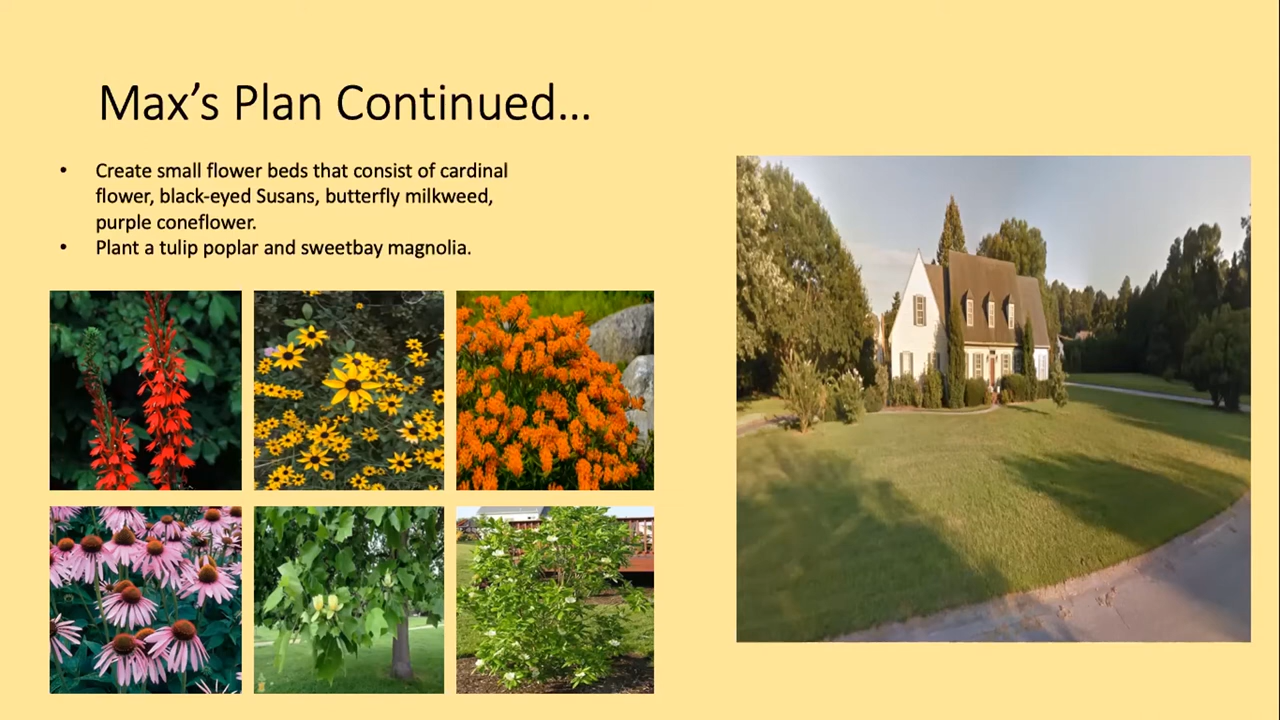 Max’s Plan Continued…
• Create small flower beds that consist of cardinal
flower, black-eyed Susans, butterfly milkweed,
purple coneflower.
• Plant a tulip poplar and sweetbay magnolia.